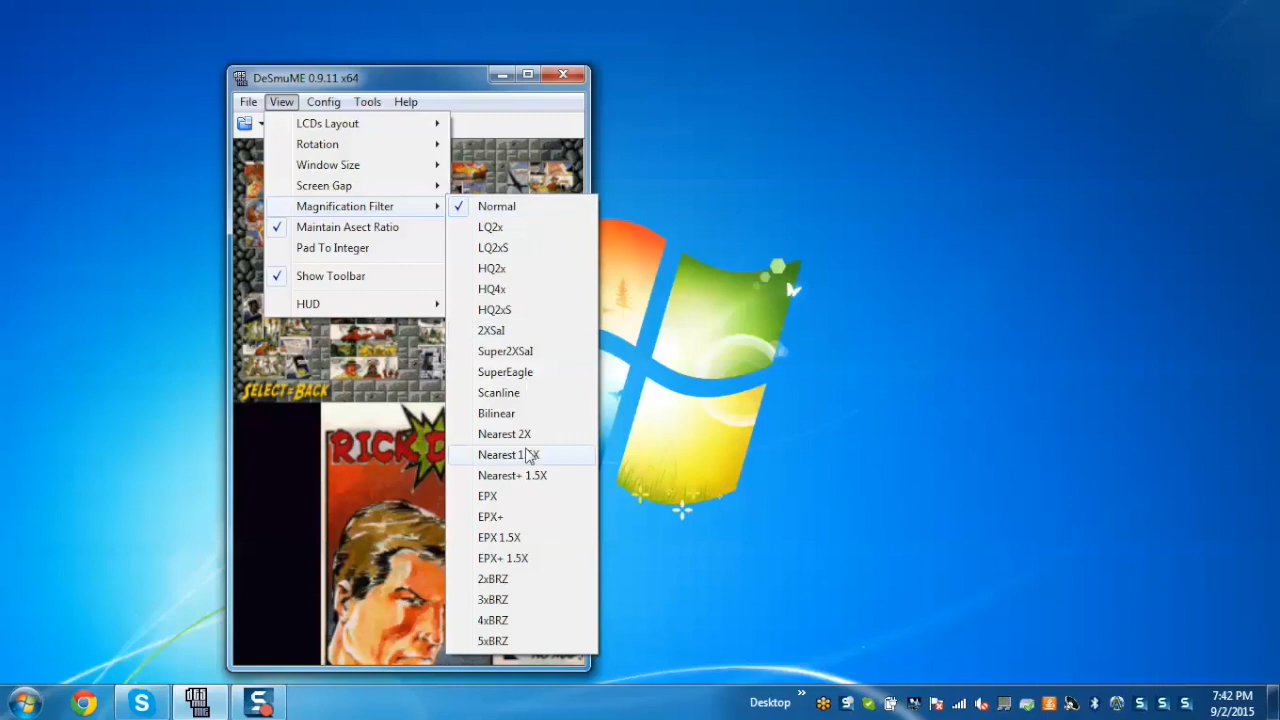 DeSmuME 0.9.11 x64
File View Config Tools Help
LCDs Layout
Rotation
Window Size
Screen Gap
Magnification Filter
Maintain Asect Ratio
Pad To Integer
Show Toolbar
HUD
Normal
LQ2x
LQ2xS
HQ2x
HQ4x
HQ2xS
2XSaI
Super2XSaI
SuperEagle
Scanline
Bilinear
Nearest 2X
Nearest
Nearest+ 1.5X
EPX
EPX+
EPX 1.5X
EPX+ 1.5X
2xBRZ
3xBRZ
4xBRZ
5xBRZ
SELECT=BACK
RICK
Desktop
7:42 PM
9/2/2015